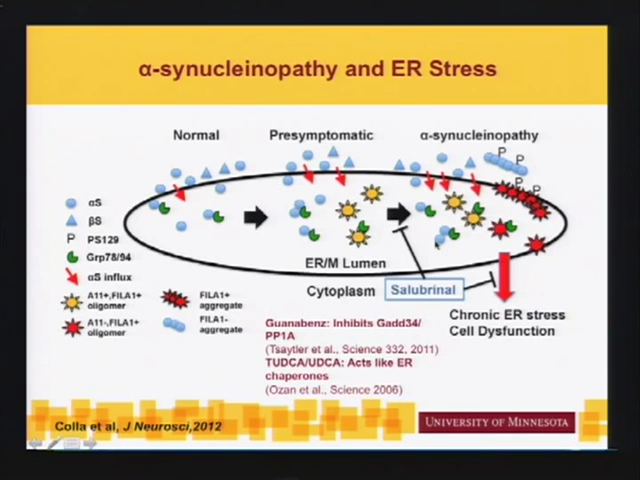 α-synucleinopathy and ER Stress
Normal
Presymptomatic
α-synucleinopathy
P
P
P
P
αS
βS
P PS129
Grp78/94
αS influx
A11+,FILA1+
oligomer
A11-,FILA1+
oligomer
FILA1+
aggregate
FILA1-
aggregate
ER/M Lumen
Cytoplasm
Salubrinal
Chronic ER stress
Cell Dysfunction
Guanabenz: Inhibits Gadd34/
PP1A
(Tsaytler et al., Science 332, 2011)
TUDCA/UDCA: Acts like ER
chaperones
(Ozan et al., Science 2006)
Colla et al, J Neurosci,2012
UNIVERSITY OF MINNESOTA